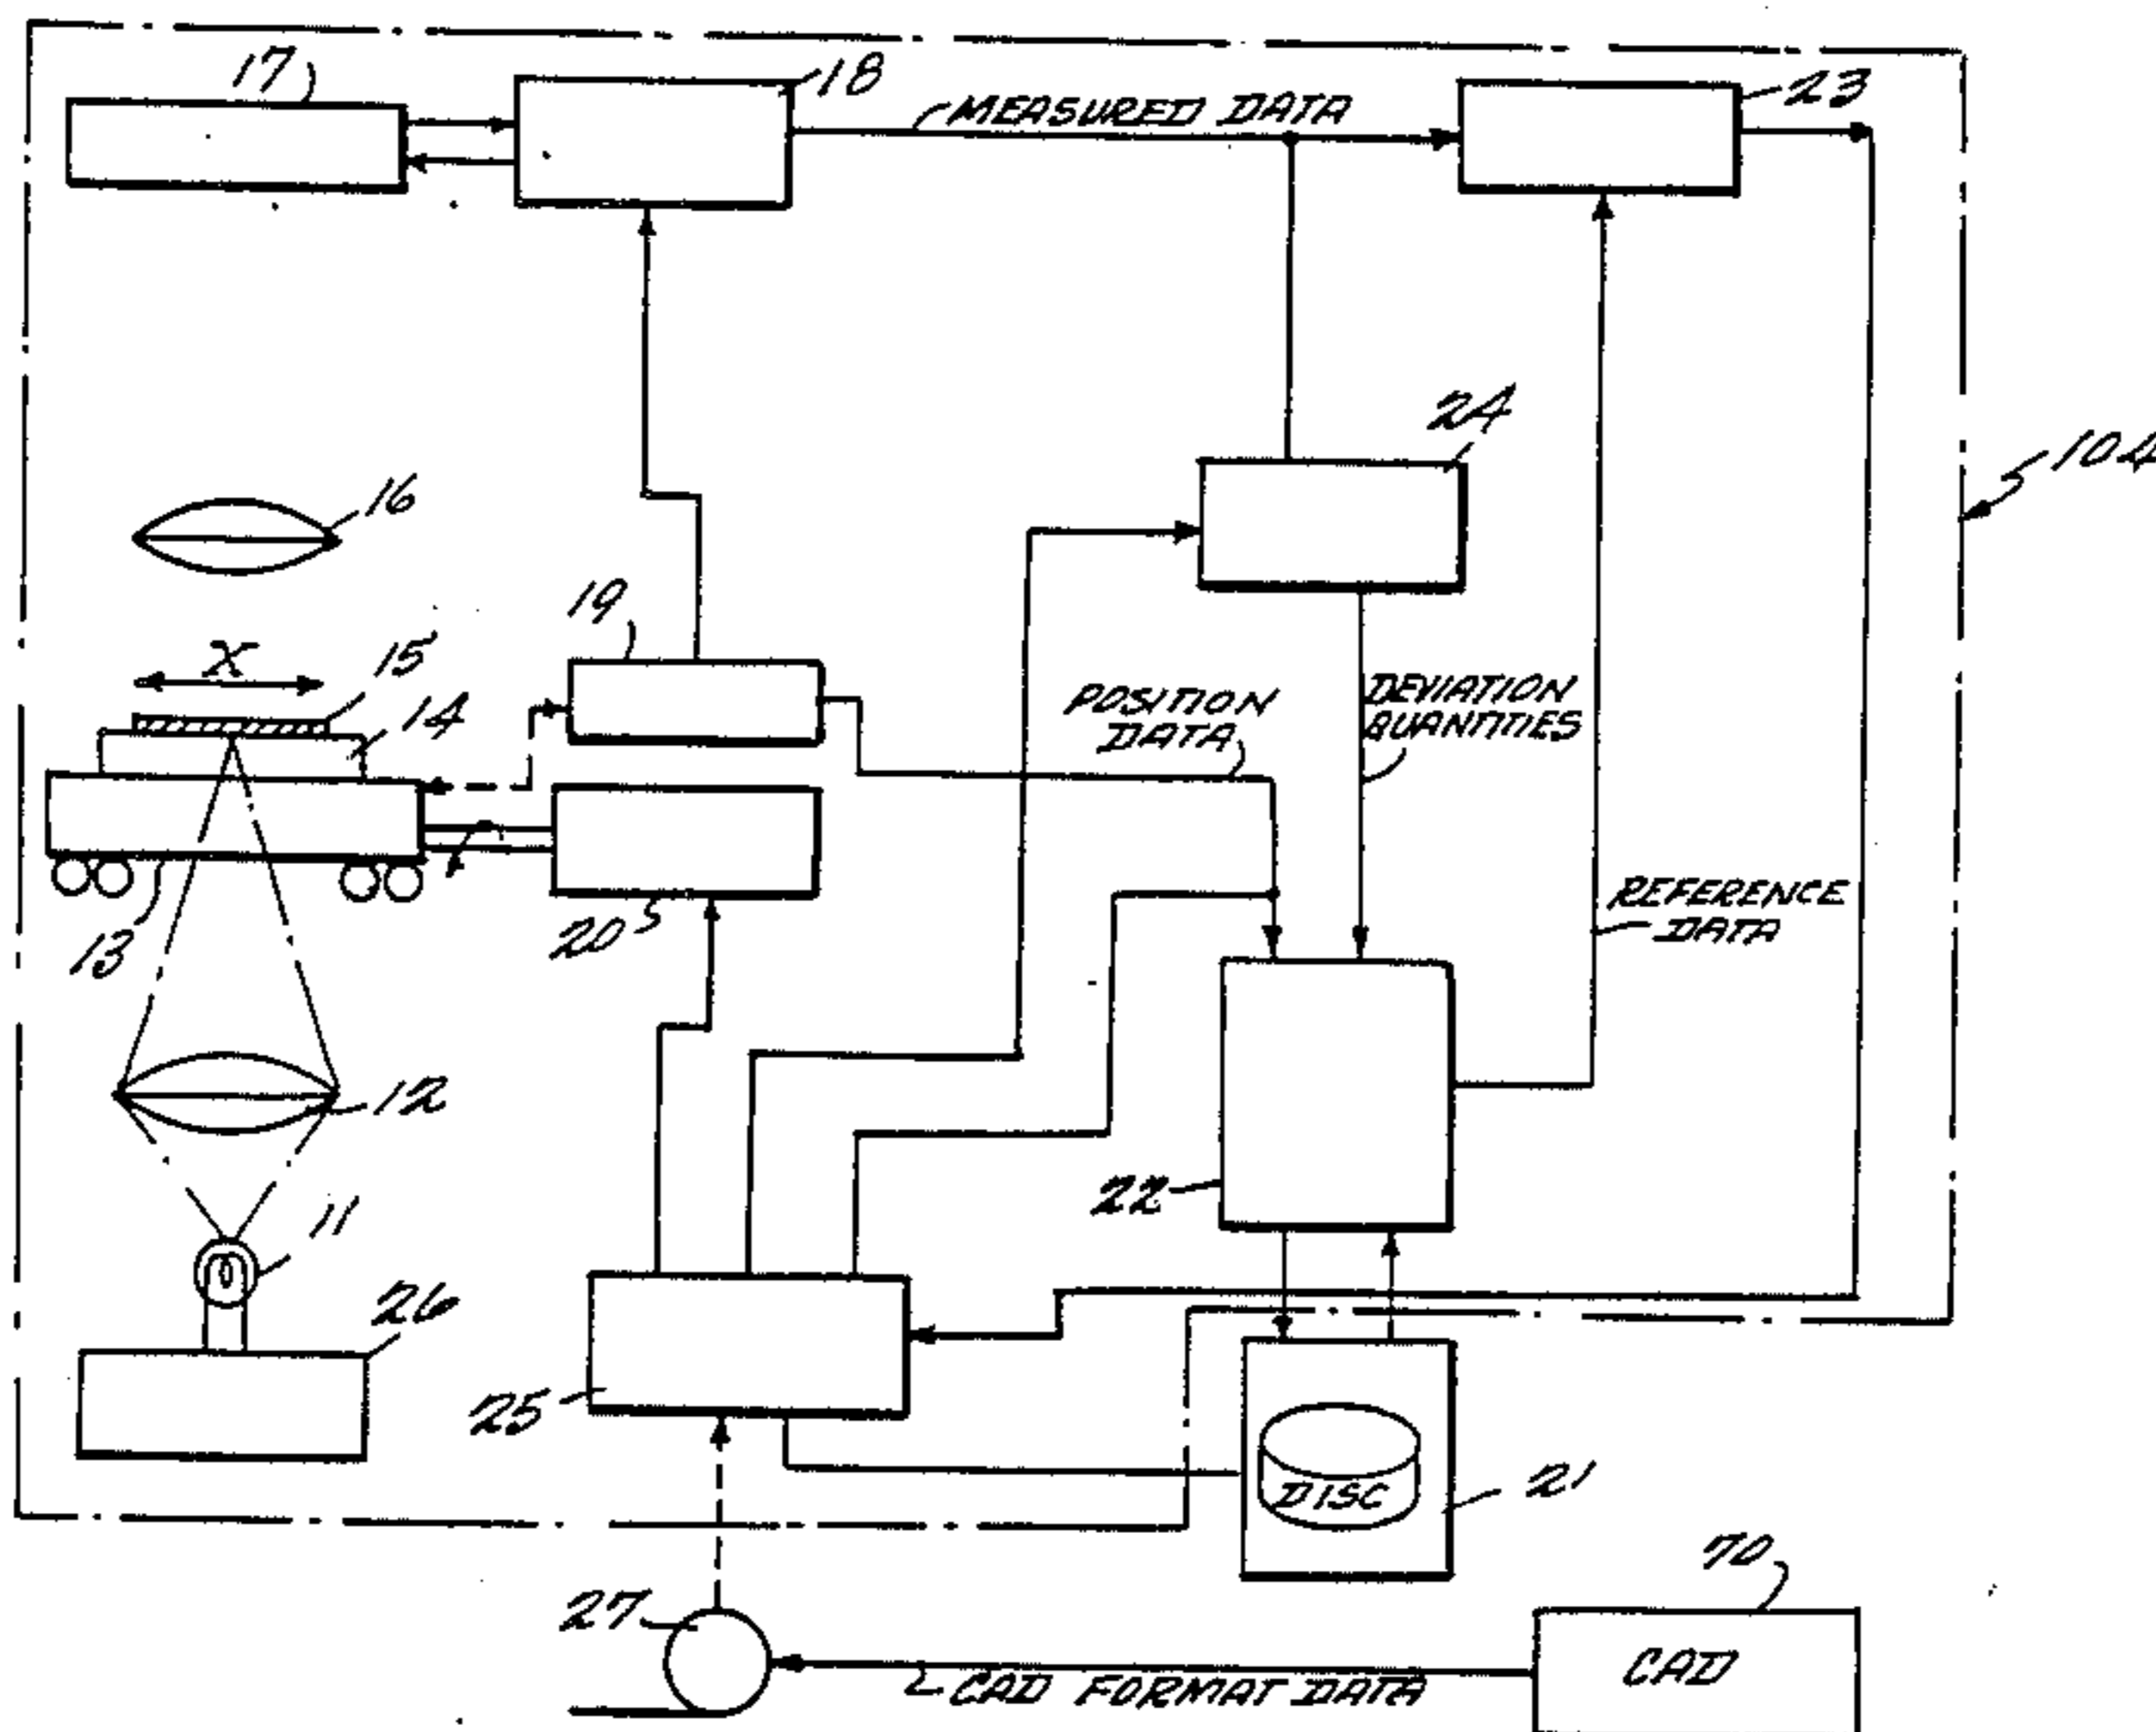 17
18
MEASURED DATA
23
24
104
16
19
X
15
14
POSITION
DATA
DEVIATION
QUANTITIES
REFERENCE
DATA
13
20
12
22
11
26
25
DISC
21
27
70
CAD
CAD FORMAT DATA